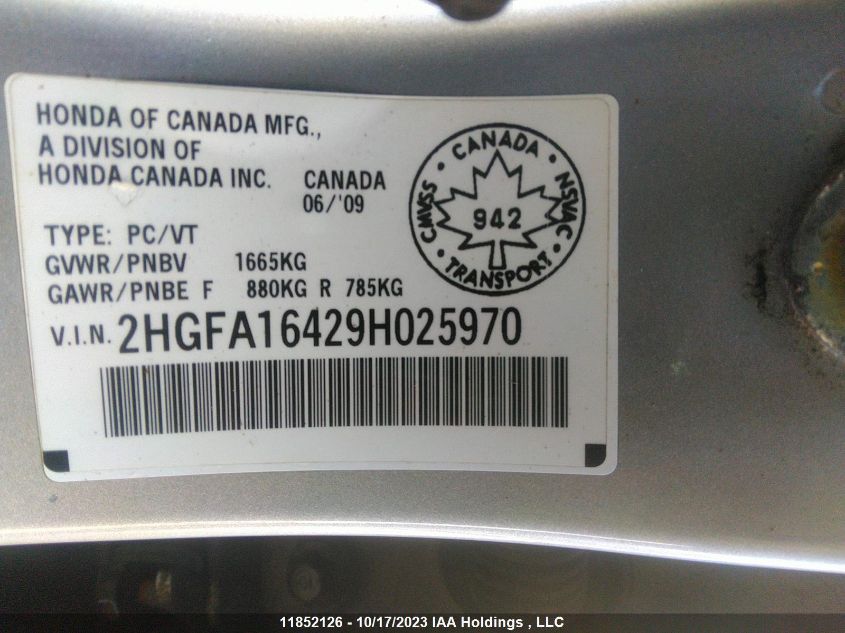 HONDA OF CANADA MFG.,
A DIVISION OF
HONDA CANADA INC. CANADA
06/'09
TYPE: PC/VT
GVWR/PNBV 1665KG
GAWR/PNBE F 880KG R 785KG
V.I.N. 2HGFA16429H025970
CANADA
CMVSS 942 NSVAC
TRANSPORT
11852126 - 10/17/2023 IAA Holdings , LLC